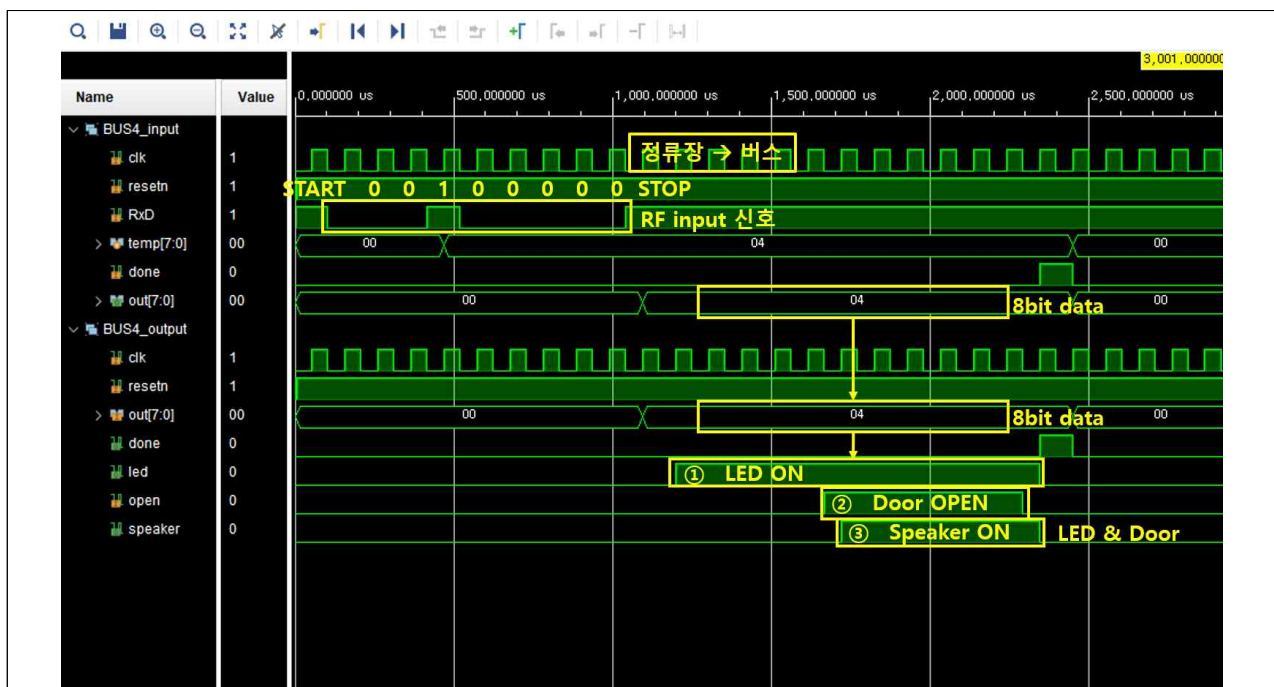 3,001,000000
Name Value 0,000000 us 500,000000 us 1,000,000000 us 1,500,000000 us 2,000,000000 us 2,500,000000 us
BUS4_input
clk 1 정류장 → 버스
resetn 1 START 0 0 1 0 0 0 0 0 STOP
RxD 1 RF input 신호
temp[7:0] 00 00 04 00
done 0
out[7:0] 00 00 04 8bit data 00
BUS4_output
clk 1
resetn 1
out[7:0] 00 00 04 8bit data 00
done 0
led 0 ① LED ON
open 0 ② Door OPEN
speaker 0 ③ Speaker ON LED & Door